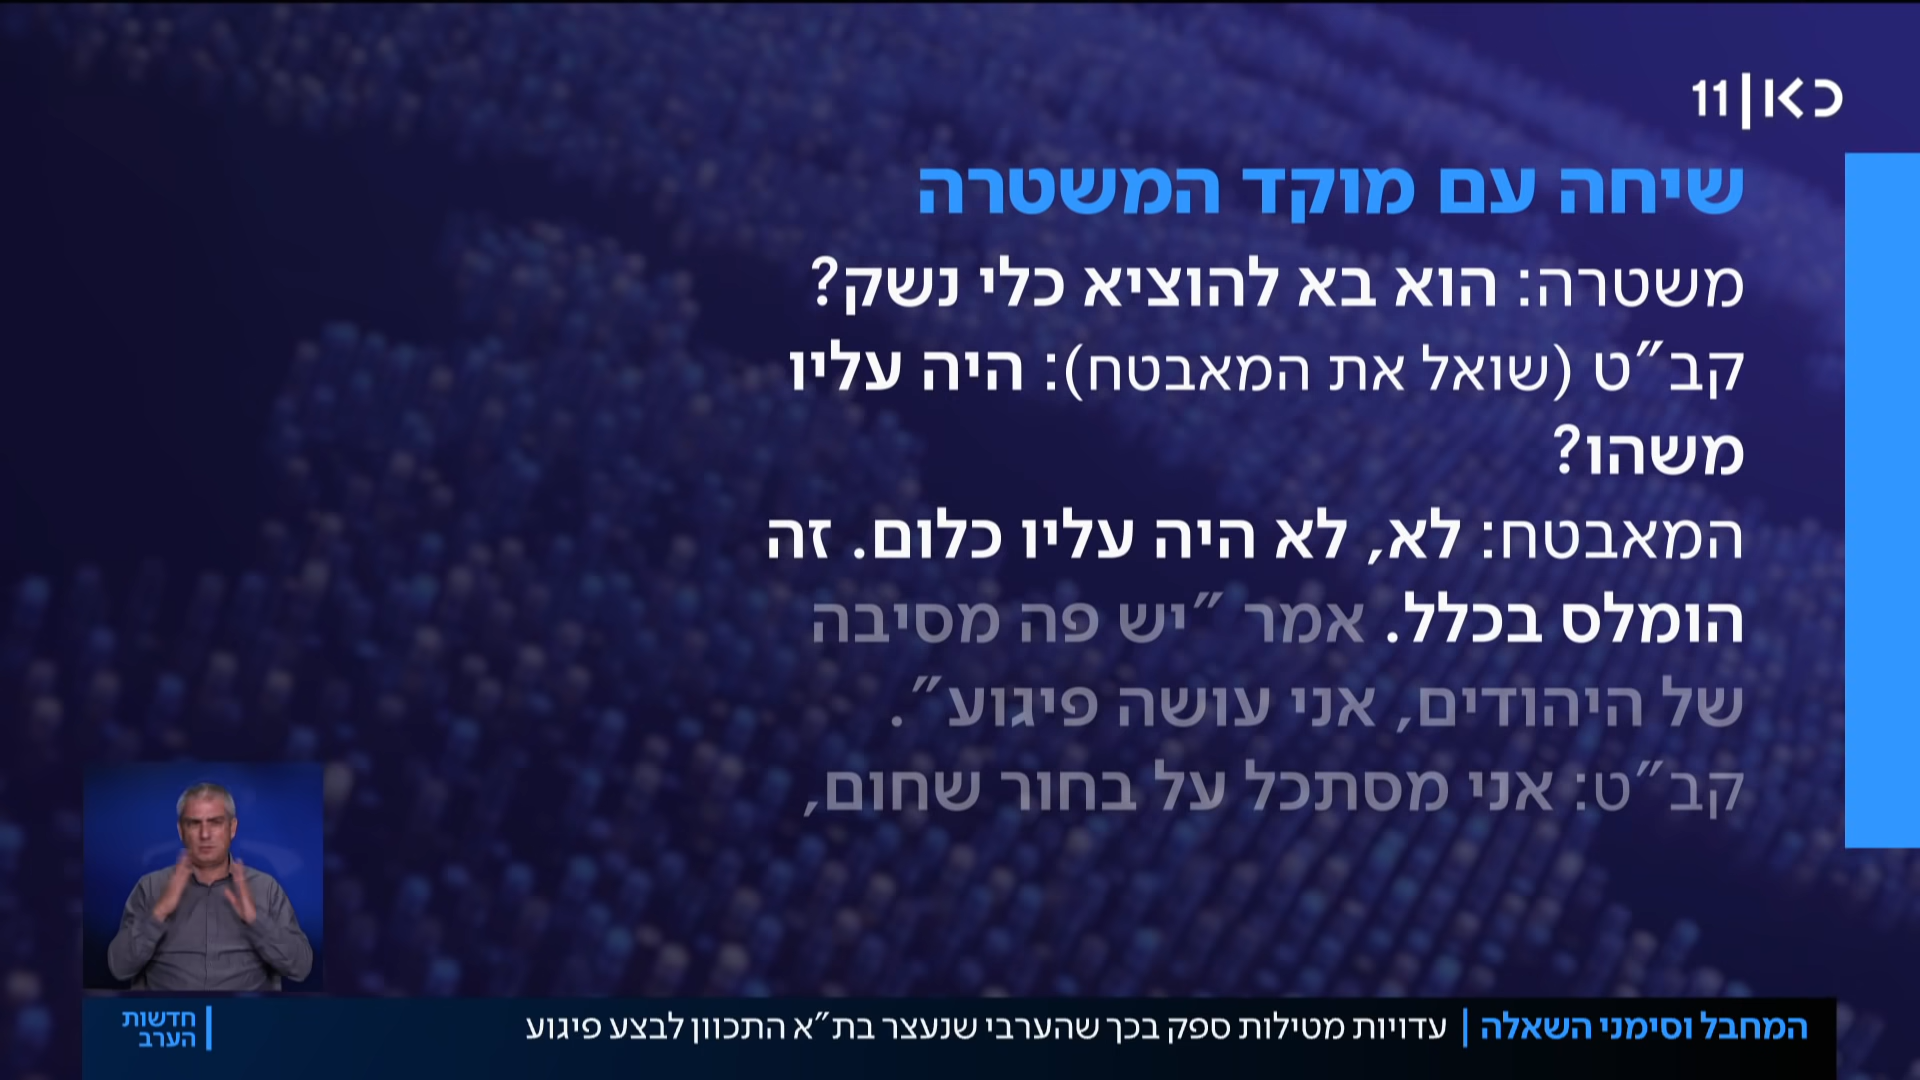 כאן|11
שיחה עם מוקד המשטרה
משטרה: הוא בא להוציא כלי נשק?
קב"ט (שואל את המאבטח): היה עליו
משהו?
המאבטח: לא, לא היה עליו כלום. זה
הומלס בכלל. אמר "יש פה מסיבה
של היהודים, אני עושה פיגוע".
קב"ט: אני מסתכל על בחור שחום,
המחבל וסימני השאלה | עדויות מטילות ספק בכך שהערבי שנעצר בת"א התכוון לבצע פיגוע
חדשות
הערב